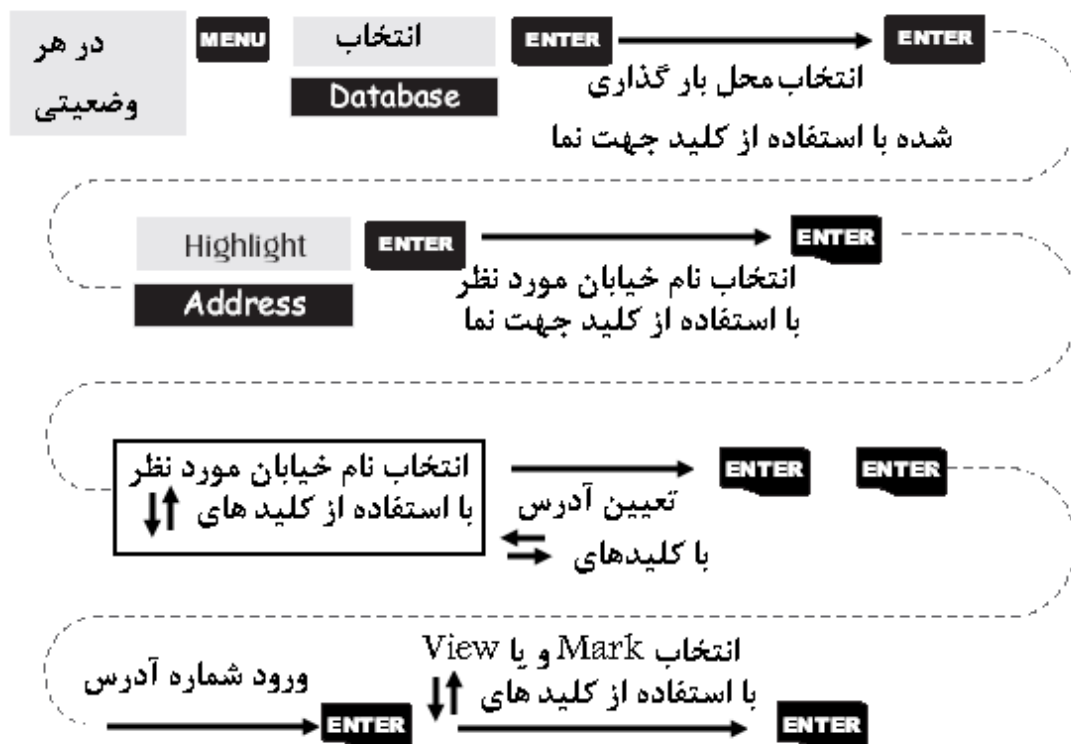 در هر
وضعیتی
MENU
انتخاب
Database
ENTER
انتخاب محل بار گذاری
شده با استفاده از کلید جهت نما
ENTER
Highlight
Address
ENTER
انتخاب نام خیابان مورد نظر
با استفاده از کلید جهت نما
ENTER
انتخاب نام خیابان مورد نظر
با استفاده از کلید های
تعیین آدرس
با کلیدهای
ENTER
ENTER
ورود شماره آدرس
ENTER
انتخاب Mark و یا View
با استفاده از کلید های
ENTER